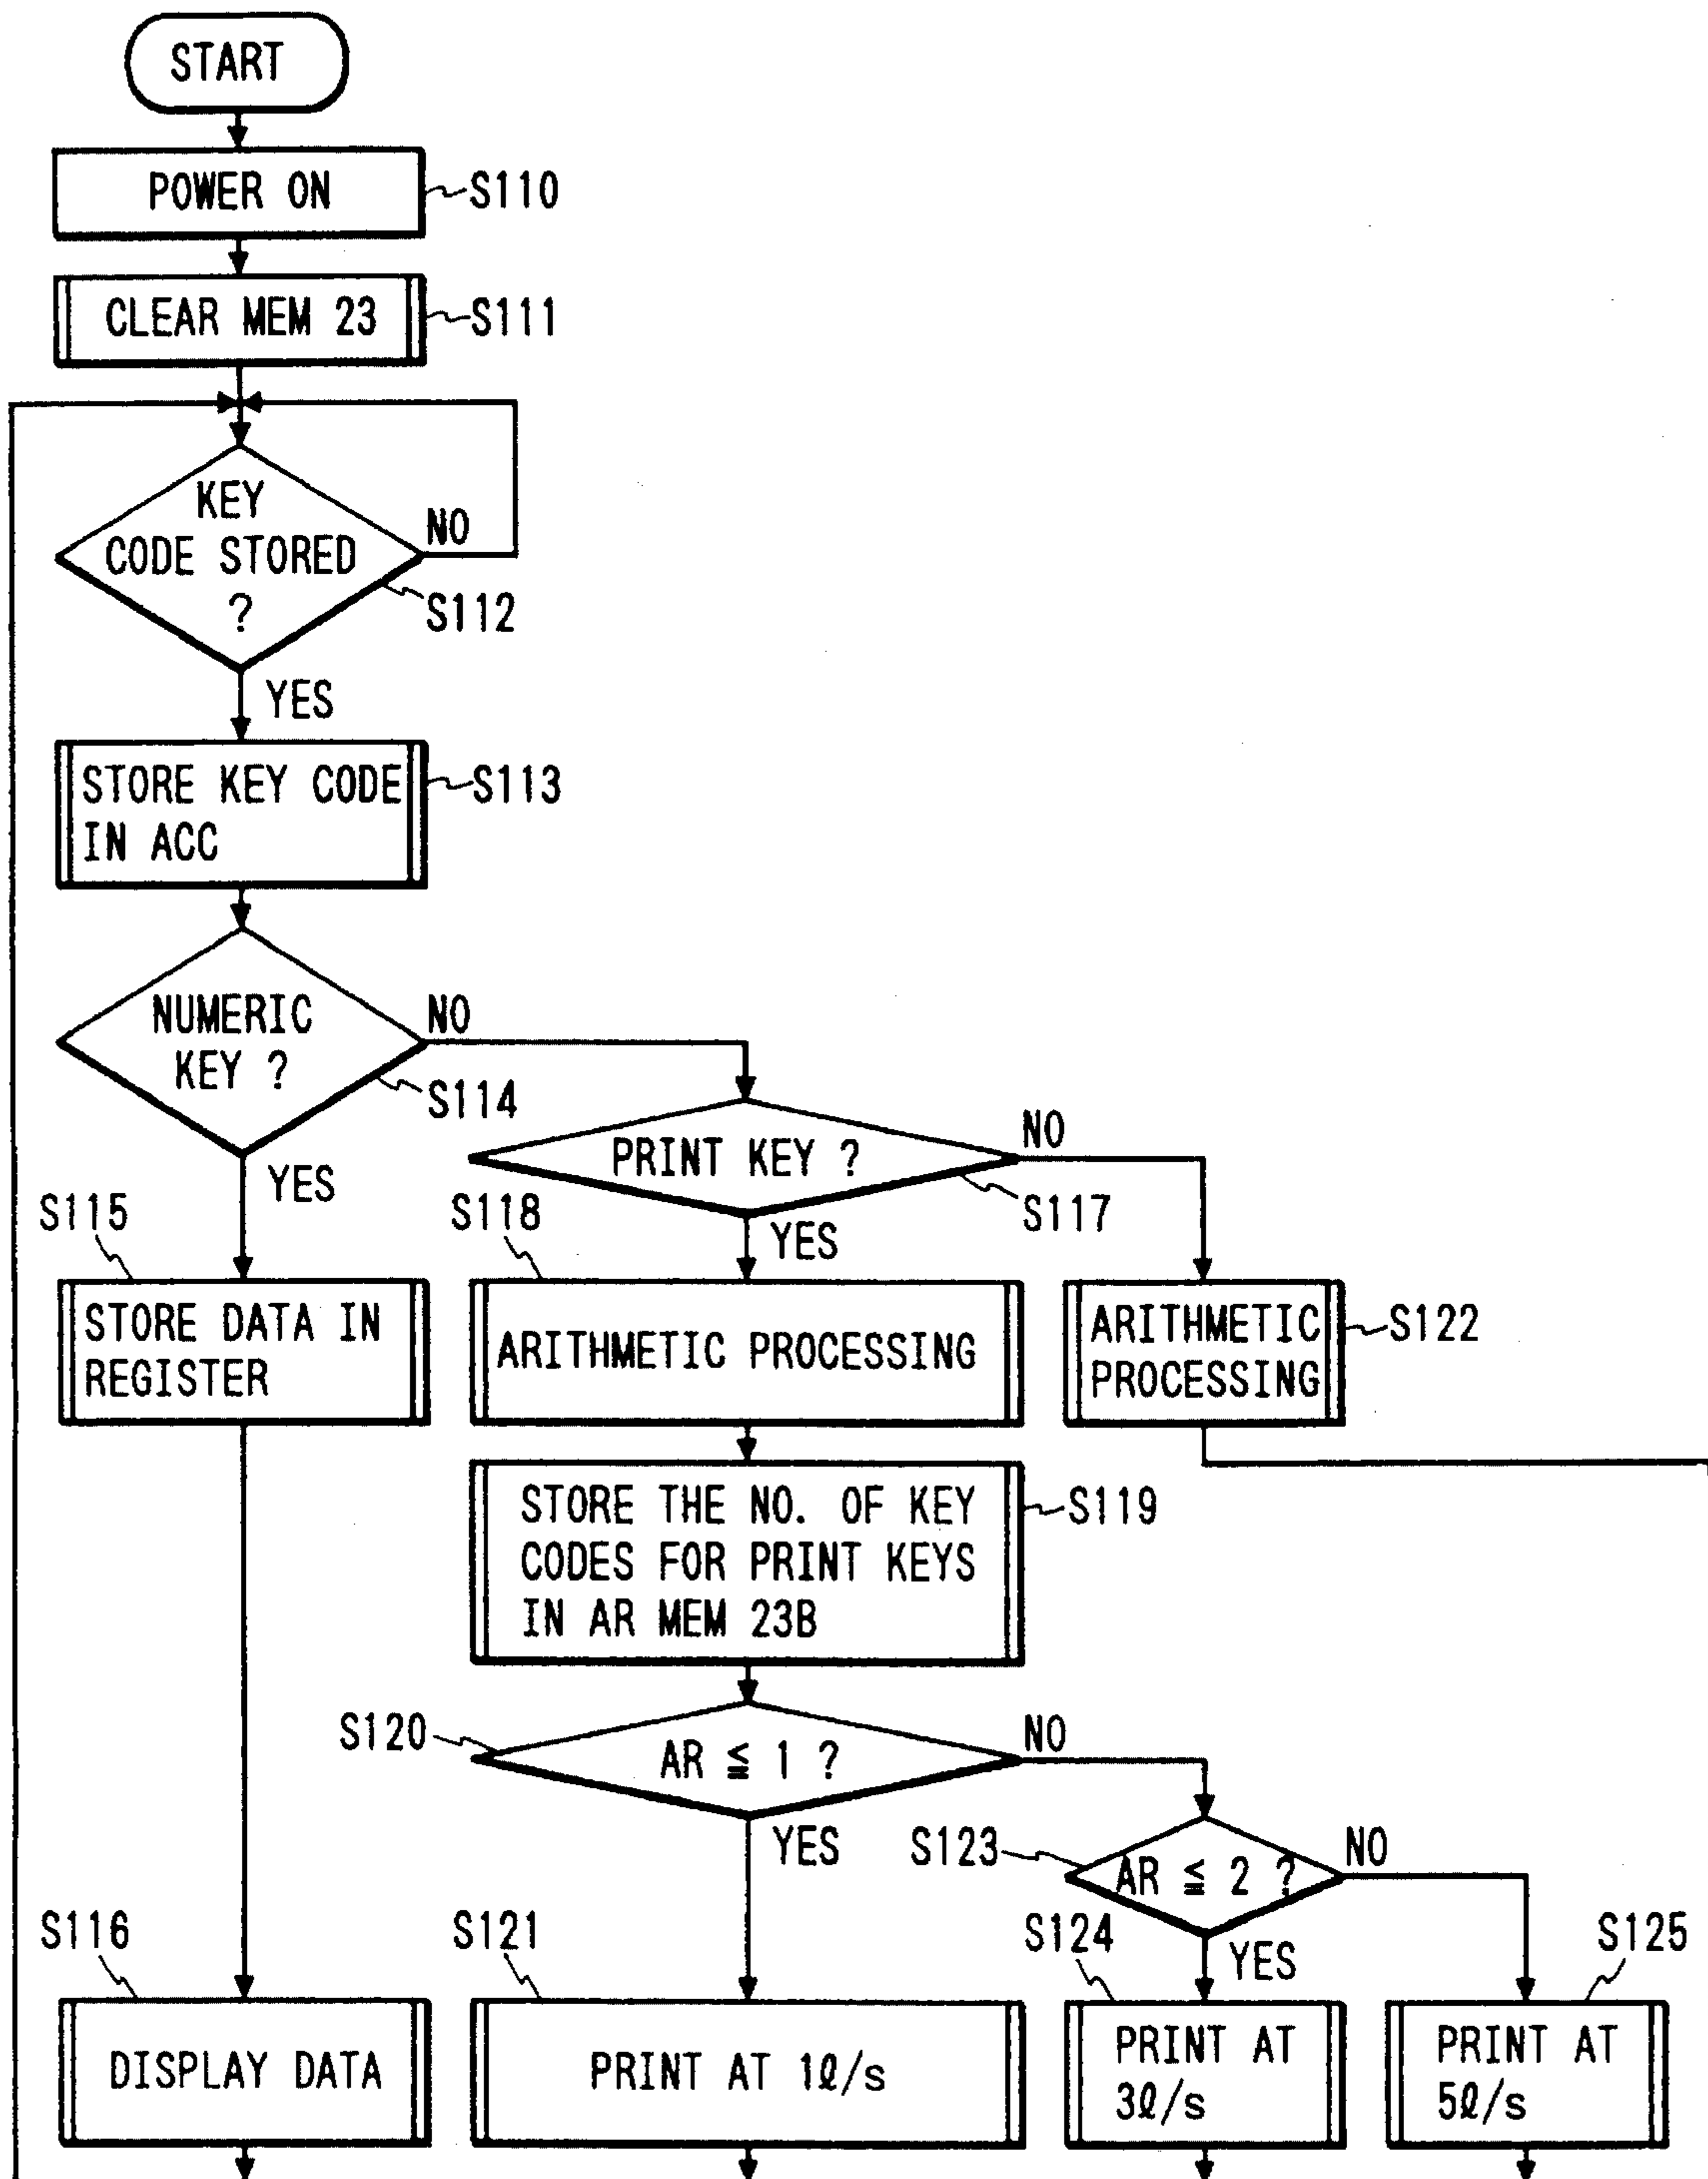 START
POWER ON
S110
CLEAR MEM 23
S111
KEY
CODE STORED
?
NO
S112
YES
STORE KEY CODE
IN ACC
S113
NUMERIC
KEY ?
NO
S114
YES
PRINT KEY ?
NO
S117
YES
S115
STORE DATA IN
REGISTER
S118
ARITHMETIC PROCESSING
ARITHMETIC
PROCESSING
S122
STORE THE NO. OF KEY
CODES FOR PRINT KEYS
IN AR MEM 23B
S119
S120
AR ≦ 1 ?
NO
YES
S123
AR ≦ 2 ?
NO
YES
S116
DISPLAY DATA
S121
PRINT AT 1ℓ/s
S124
PRINT AT
3ℓ/s
S125
PRINT AT
5ℓ/s